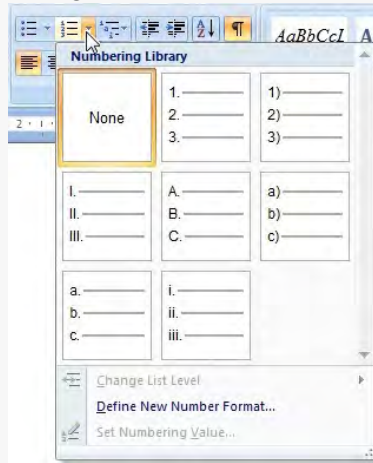 AaBbCcI
Numbering Library
None
1.
2.
3.
1)
2)
3)
I.
II.
III.
A.
B.
C.
a)
b)
c)
a.
b.
c.
i.
ii.
iii.
Change List Level
Define New Number Format...
Set Numbering Value...